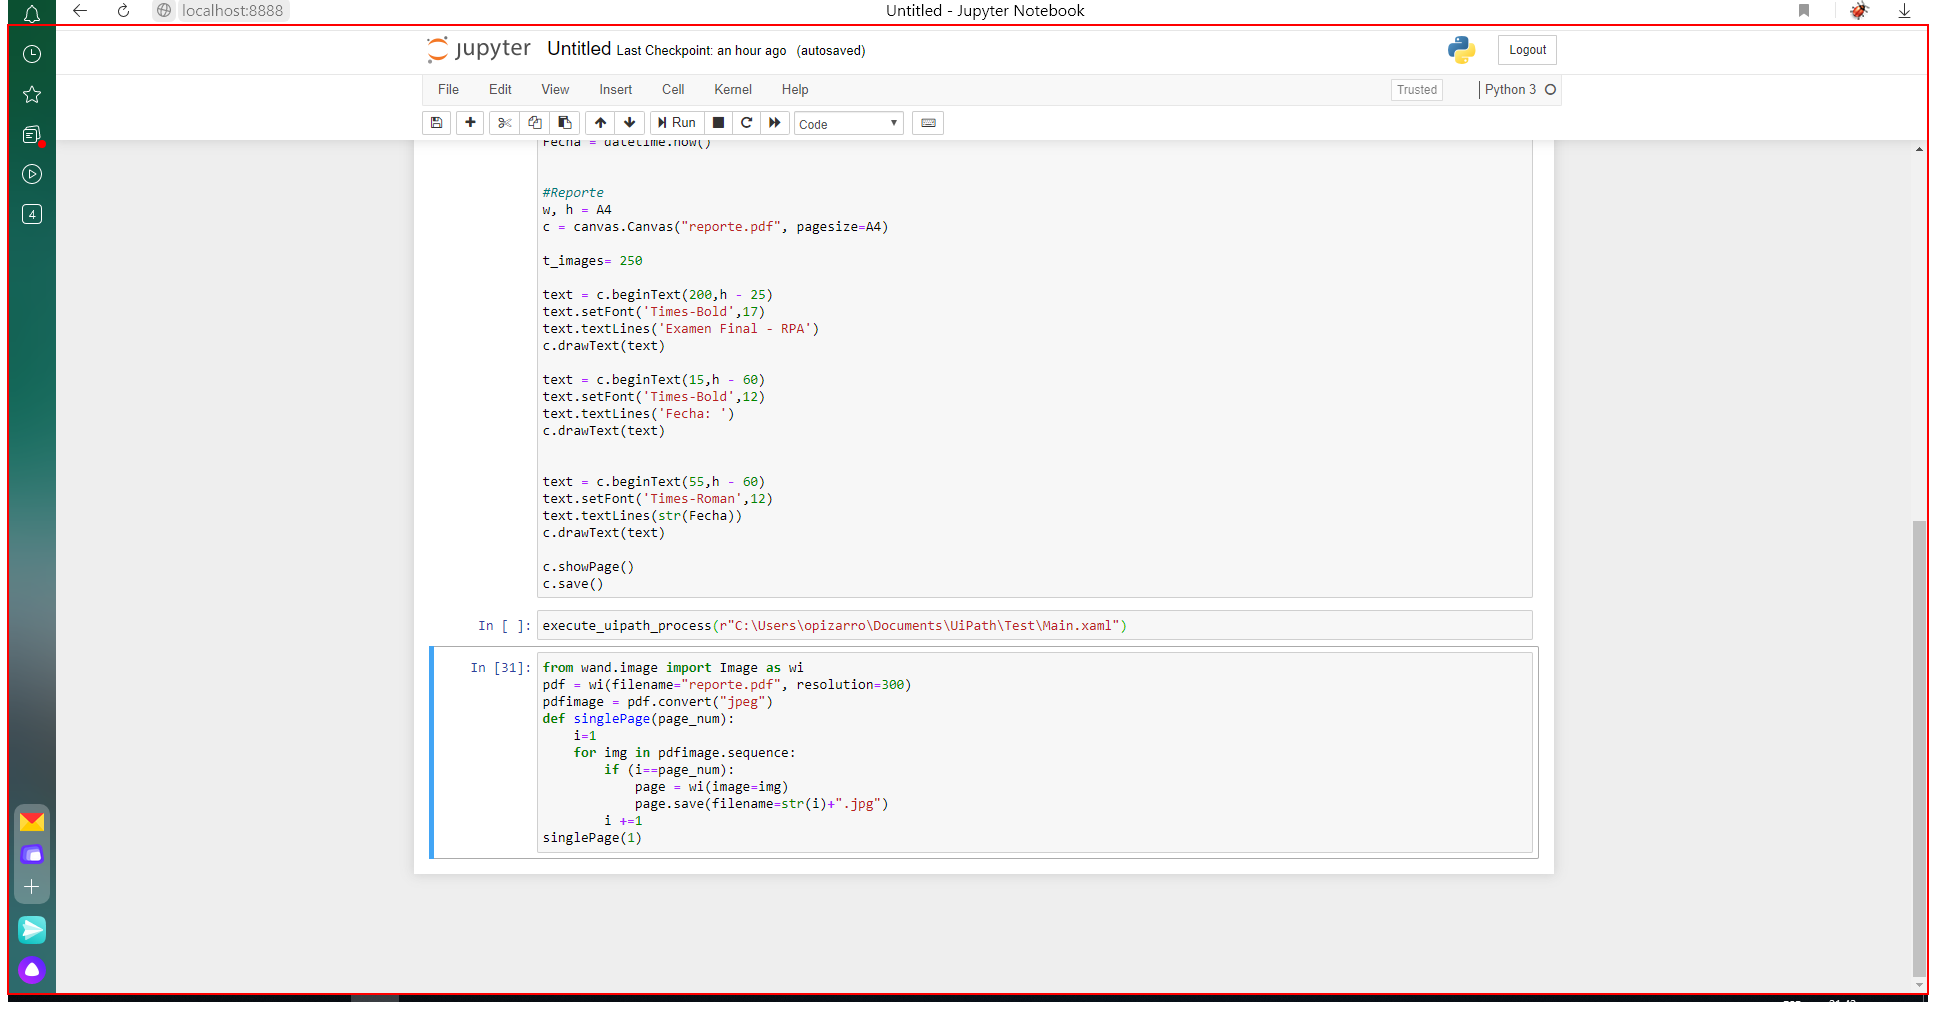 localhost:8888
Untitled - Jupyter Notebook
jupyter Untitled Last Checkpoint: an hour ago (autosaved)
Logout
File Edit View Insert Cell Kernel Help
Trusted
Python 3
Run
Code
4
Fecha = datetime.now()
#Reporte
w, h = A4
c = canvas.Canvas("reporte.pdf", pagesize=A4)
t_images= 250
text = c.beginText(200,h - 25)
text.setFont('Times-Bold',17)
text.textLines('Examen Final - RPA')
c.drawText(text)
text = c.beginText(15,h - 60)
text.setFont('Times-Bold',12)
text.textLines('Fecha: ')
c.drawText(text)
text = c.beginText(55,h - 60)
text.setFont('Times-Roman',12)
text.textLines(str(Fecha))
c.drawText(text)
c.showPage()
c.save()
In [ ]: execute_uipath_process(r"C:\Users\opizarro\Documents\UiPath\Test\Main.xaml")
In [31]: from wand.image import Image as wi
pdf = wi(filename="reporte.pdf", resolution=300)
pdfimage = pdf.convert("jpeg")
def singlePage(page_num):
    i=1
    for img in pdfimage.sequence:
        if (i==page_num):
            page = wi(image=img)
            page.save(filename=str(i)+".jpg")
        i +=1
singlePage(1)